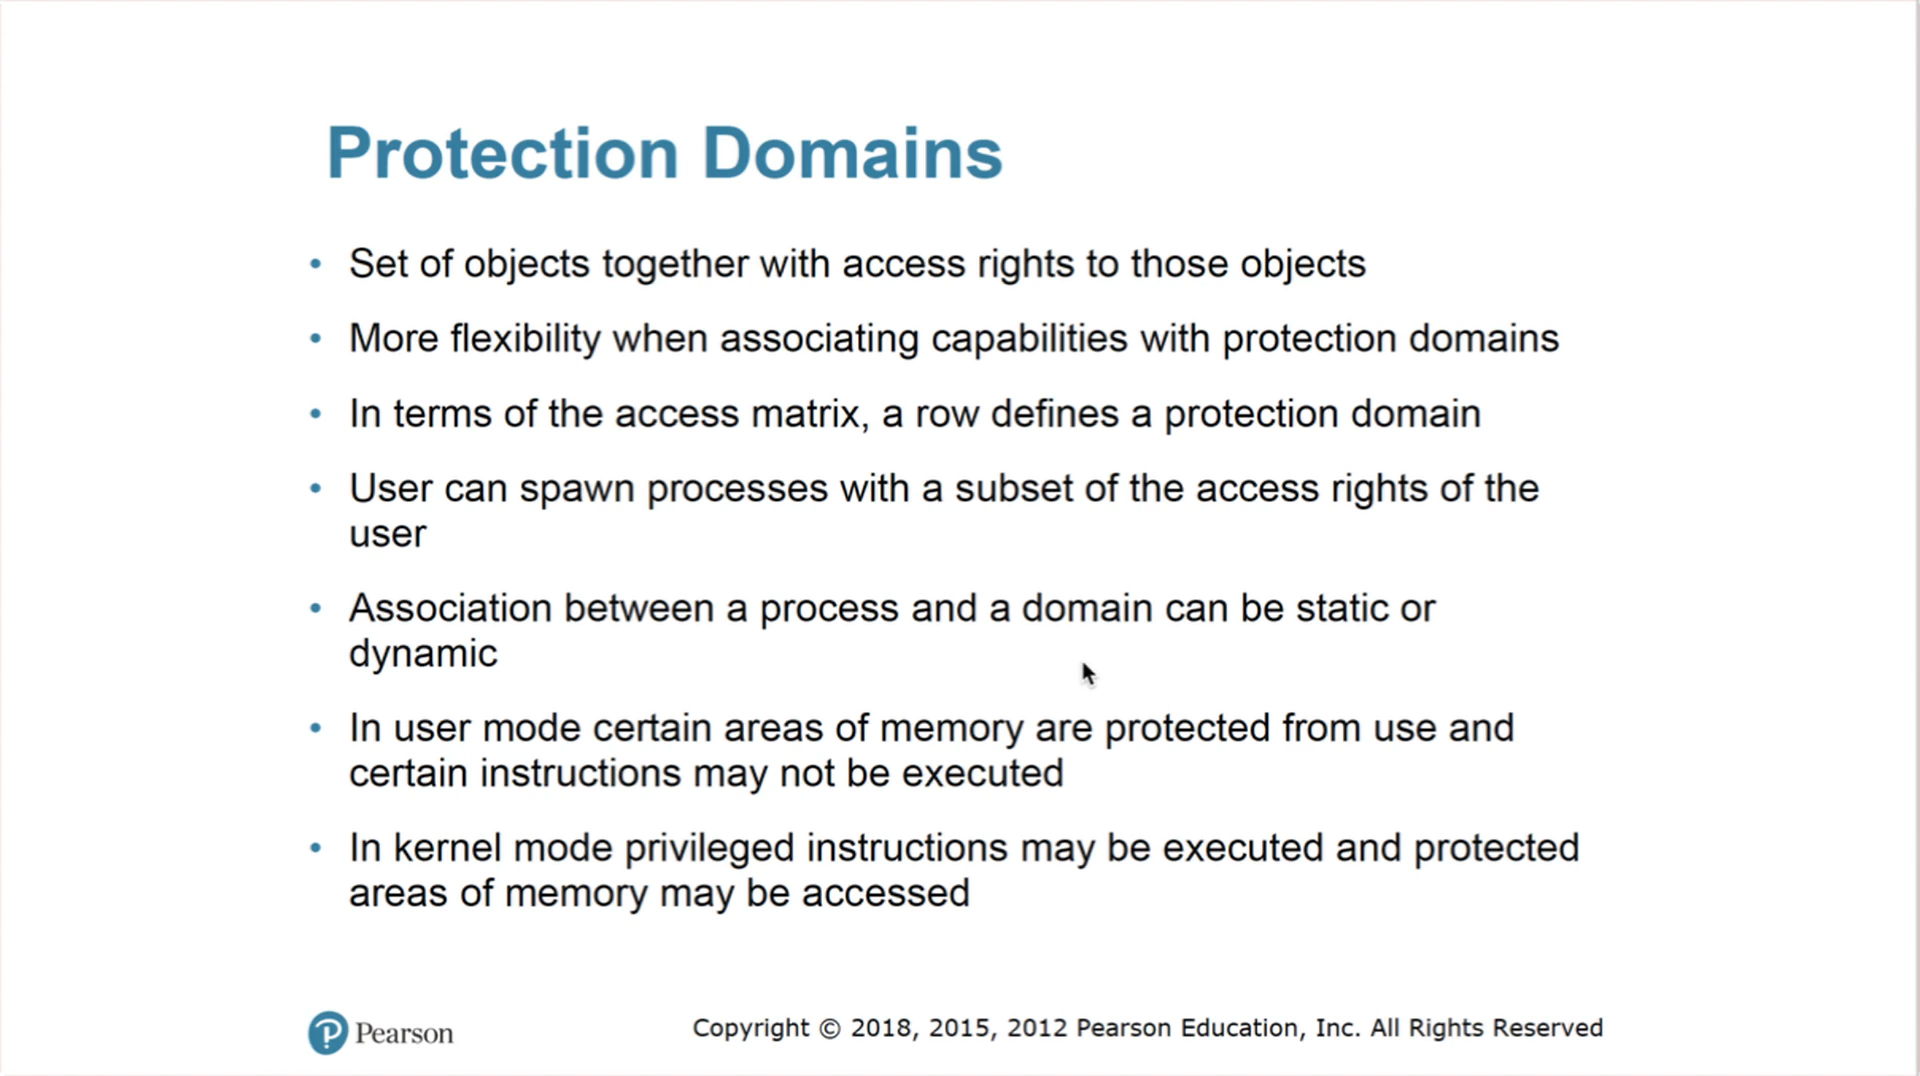 Protection Domains
• Set of objects together with access rights to those objects
• More flexibility when associating capabilities with protection domains
• In terms of the access matrix, a row defines a protection domain
• User can spawn processes with a subset of the access rights of the
user
• Association between a process and a domain can be static or
dynamic
• In user mode certain areas of memory are protected from use and
certain instructions may not be executed
• In kernel mode privileged instructions may be executed and protected
areas of memory may be accessed
Pearson
Copyright © 2018, 2015, 2012 Pearson Education, Inc. All Rights Reserved